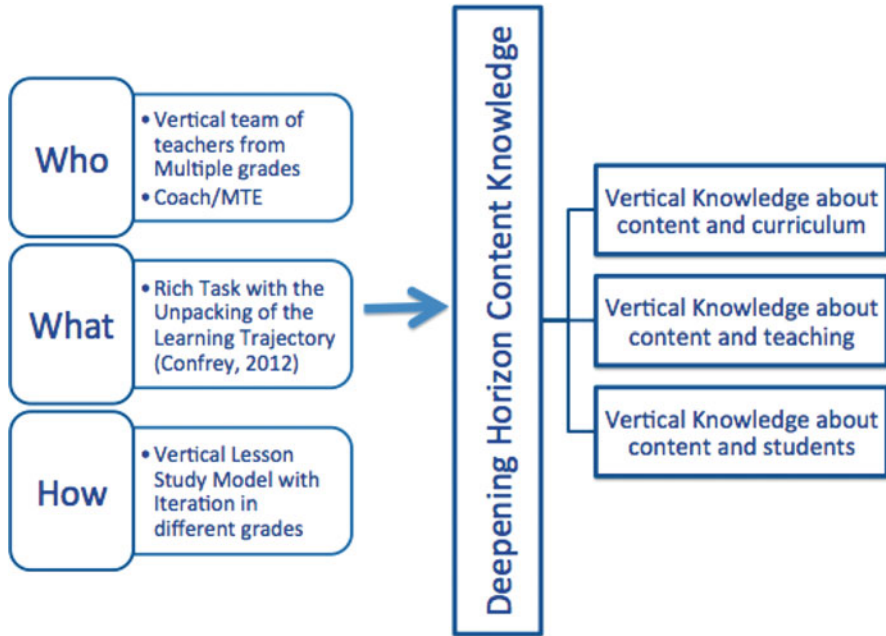 Who
• Vertical team of
teachers from
Multiple grades
• Coach/MTE
What
• Rich Task with the
Unpacking of the
Learning Trajectory
(Confrey, 2012)
How
• Vertical Lesson
Study Model with
Iteration in
different grades
Deepening Horizon Content Knowledge
Vertical Knowledge about
content and curriculum
Vertical Knowledge about
content and teaching
Vertical Knowledge about
content and students